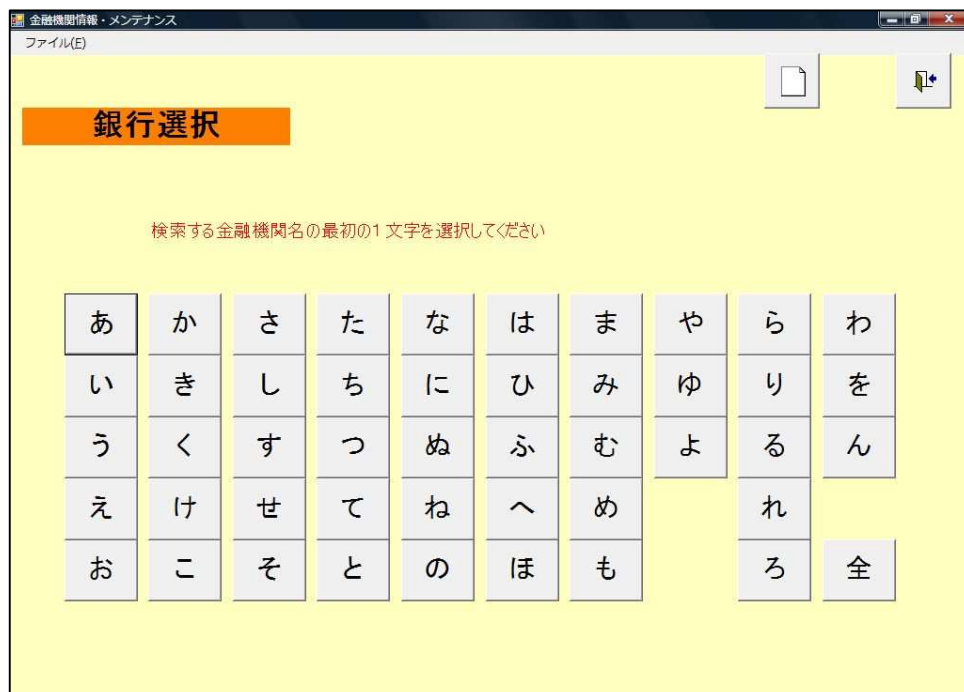 金融機関情報・メンテナンス
ファイル(E)
銀行選択
検索する金融機関名の最初の1文字を選択してください
あ か さ た な は ま や ら わ
い き し ち に ひ み ゆ り を
う く す つ ぬ ふ む よ る ん
え け せ て ね へ め れ
お こ そ と の ほ も ろ 全